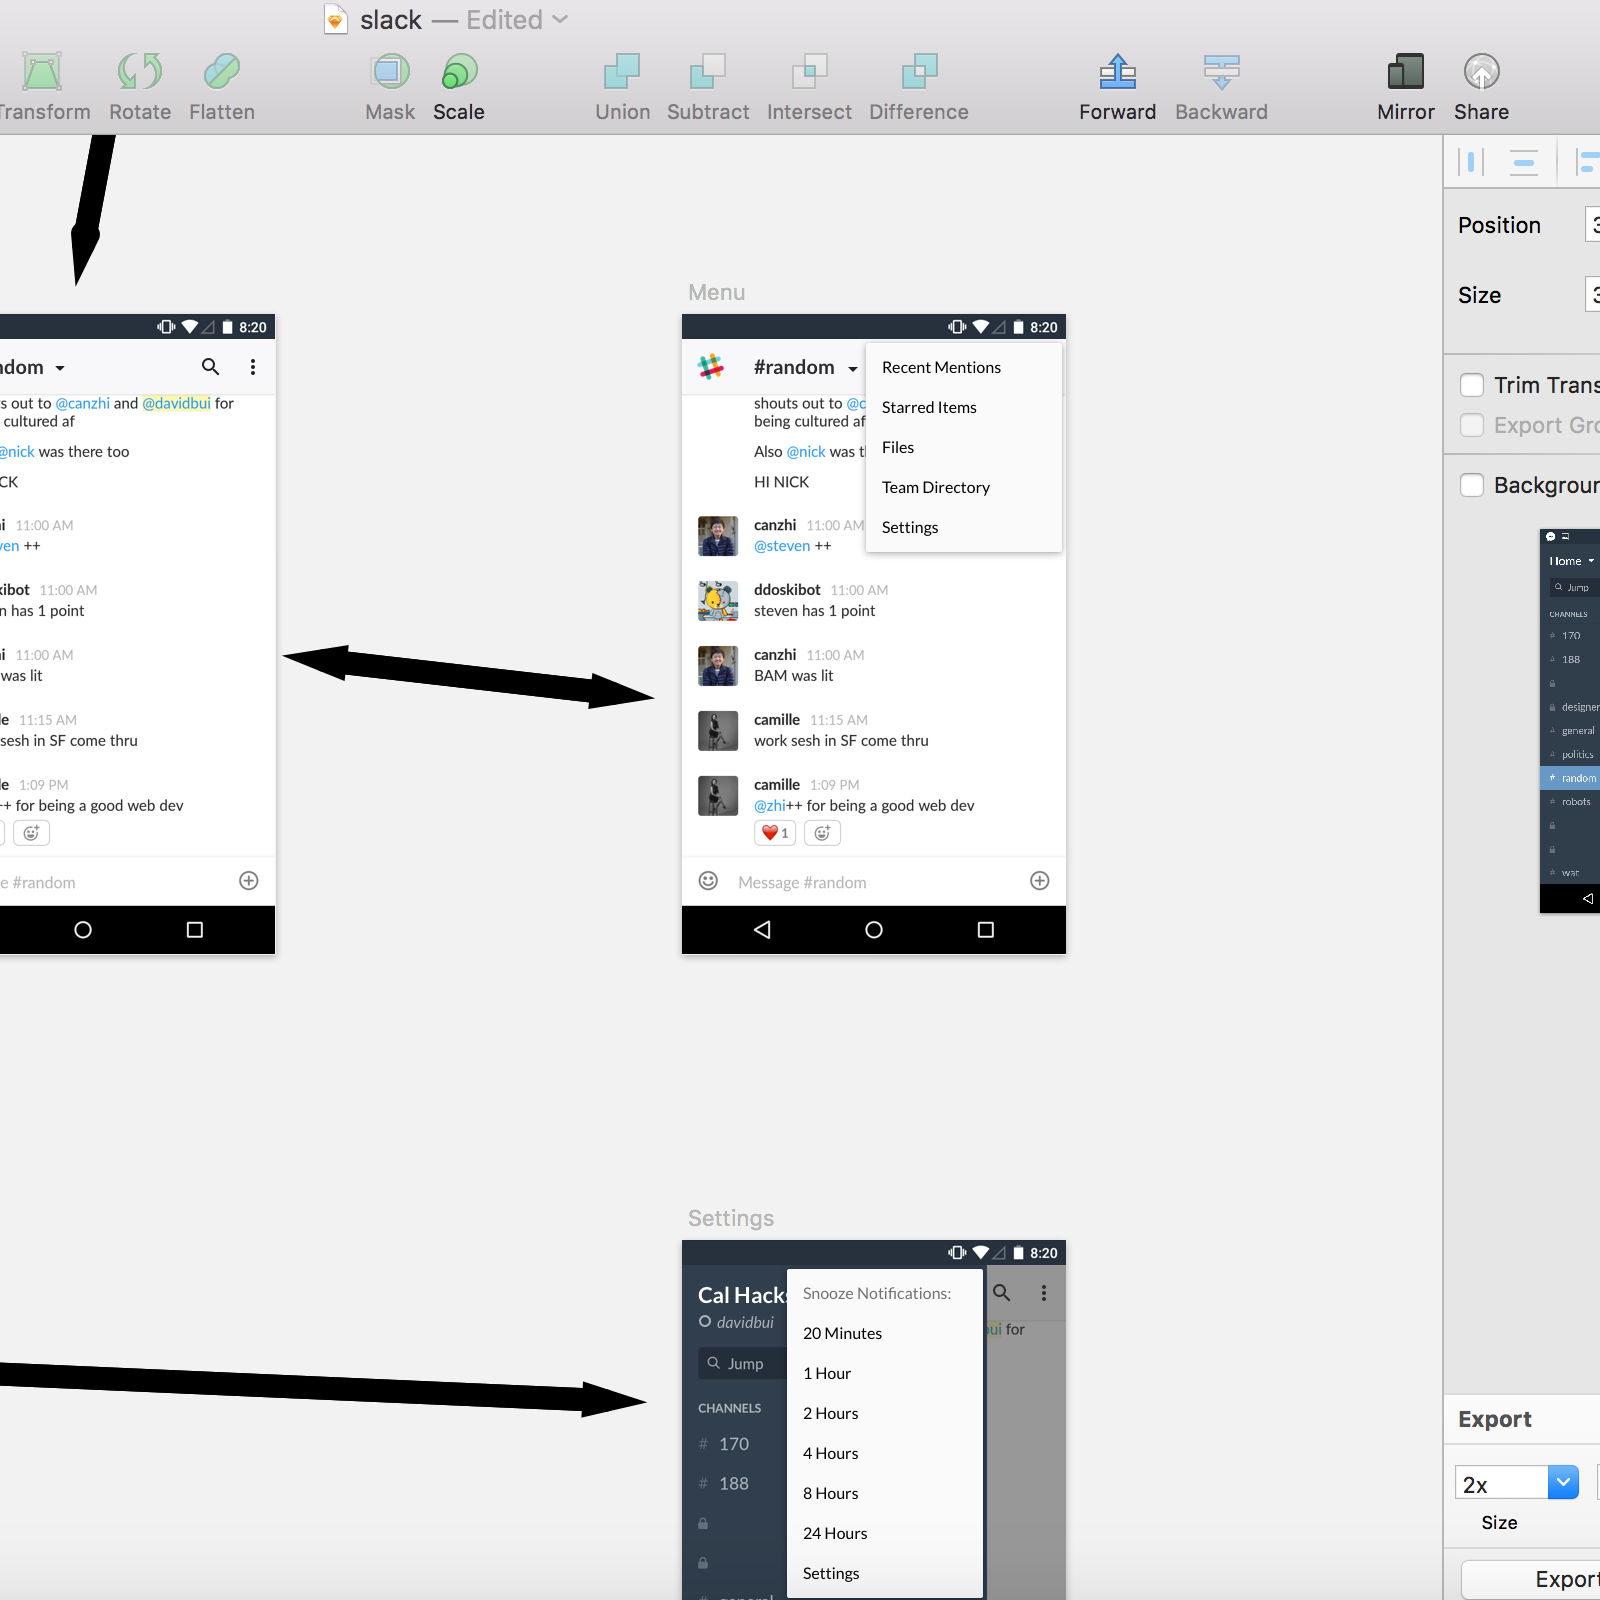 slack — Edited
Transform Rotate Flatten Mask Scale Union Subtract Intersect Difference Forward Backward Mirror Share
8:20
ndom
s out to @canzhi and @davidbui for
cultured af
@nick was there too
CK
i 11:00 AM
ven ++
kibot 11:00 AM
n has 1 point
i 11:00 AM
was lit
le 11:15 AM
sesh in SF come thru
le 1:09 PM
++ for being a good web dev
e #random
Menu
8:20
#random
shouts out to @c
being cultured af
Also @nick was t
HI NICK
Recent Mentions
Starred Items
Files
Team Directory
Settings
canzhi 11:00 AM
@steven ++
ddoskibot 11:00 AM
steven has 1 point
canzhi 11:00 AM
BAM was lit
camille 11:15 AM
work sesh in SF come thru
camille 1:09 PM
@zhi++ for being a good web dev
1
Message #random
Settings
8:20
Cal Hacks
davidbui
Jump
CHANNELS
# 170
# 188
# general
Snooze Notifications:
20 Minutes
1 Hour
2 Hours
4 Hours
8 Hours
24 Hours
Settings
bui for
Position 3
Size 3
Trim Trans
Export Gro
Backgroun
Home
Jump
CHANNELS
# 170
# 188
designer
# general
# politics
# random
# robots
# wat
Export
2x
Size
Export